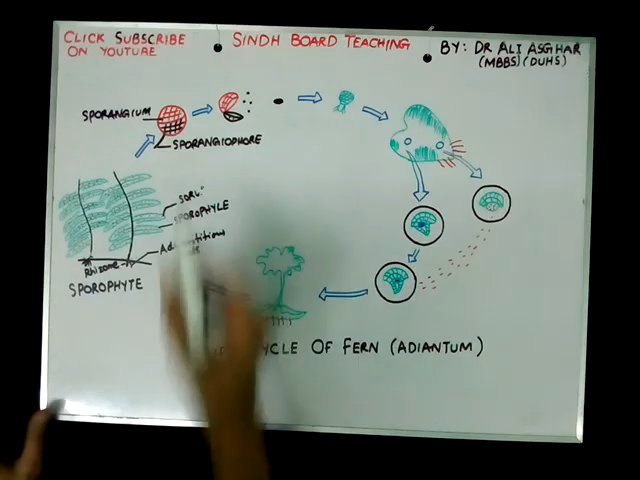 CLICK SUBSCRIBE
ON YOUTUBE
SINDH BOARD TEACHING
BY: DR ALI ASGHAR
(MBBS)(DUHS)
SPORANGIUM
SPORANGIOPHORE
SPOROPHYLE
Rhizome
SPOROPHYTE
CYCLE OF FERN (ADIANTUM)